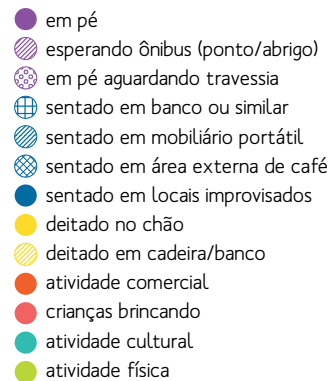 em pé
esperando ônibus (ponto/abrigo)
em pé aguardando travessia
sentado em banco ou similar
sentado em mobiliário portátil
sentado em área externa de café
sentado em locais improvisados
deitado no chão
deitado em cadeira/banco
atividade comercial
crianças brincando
atividade cultural
atividade física